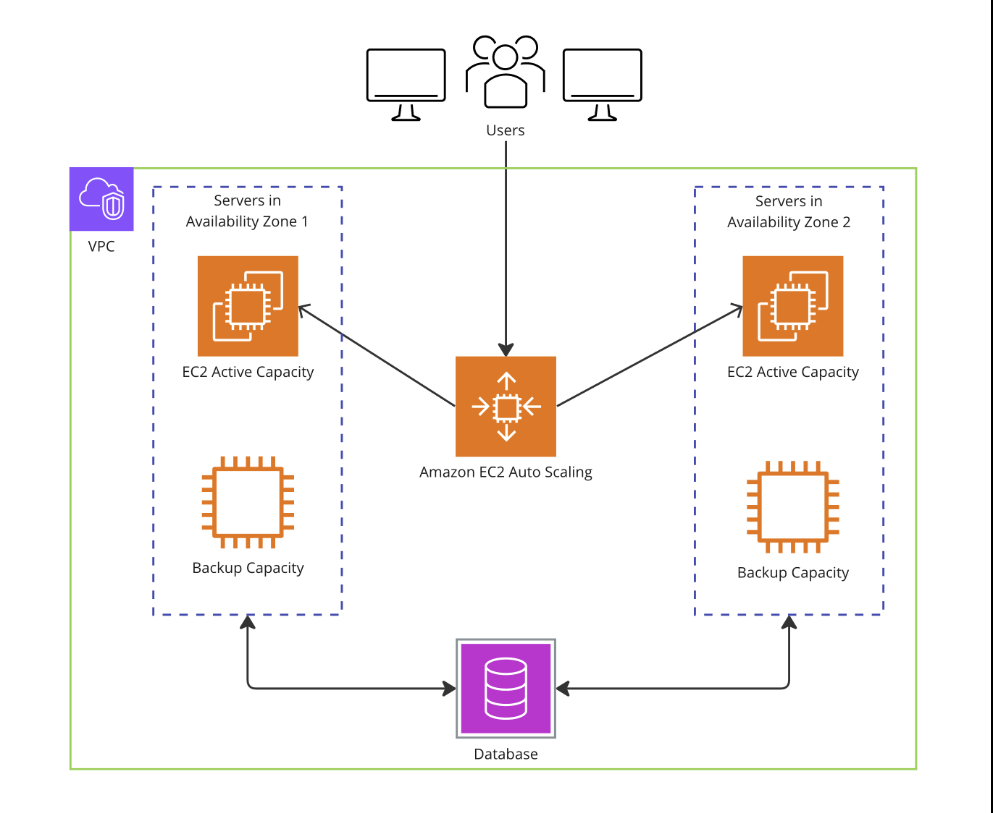 Users
VPC
Servers in
Availability Zone 1
Servers in
Availability Zone 2
EC2 Active Capacity
EC2 Active Capacity
Amazon EC2 Auto Scaling
Backup Capacity
Backup Capacity
Database